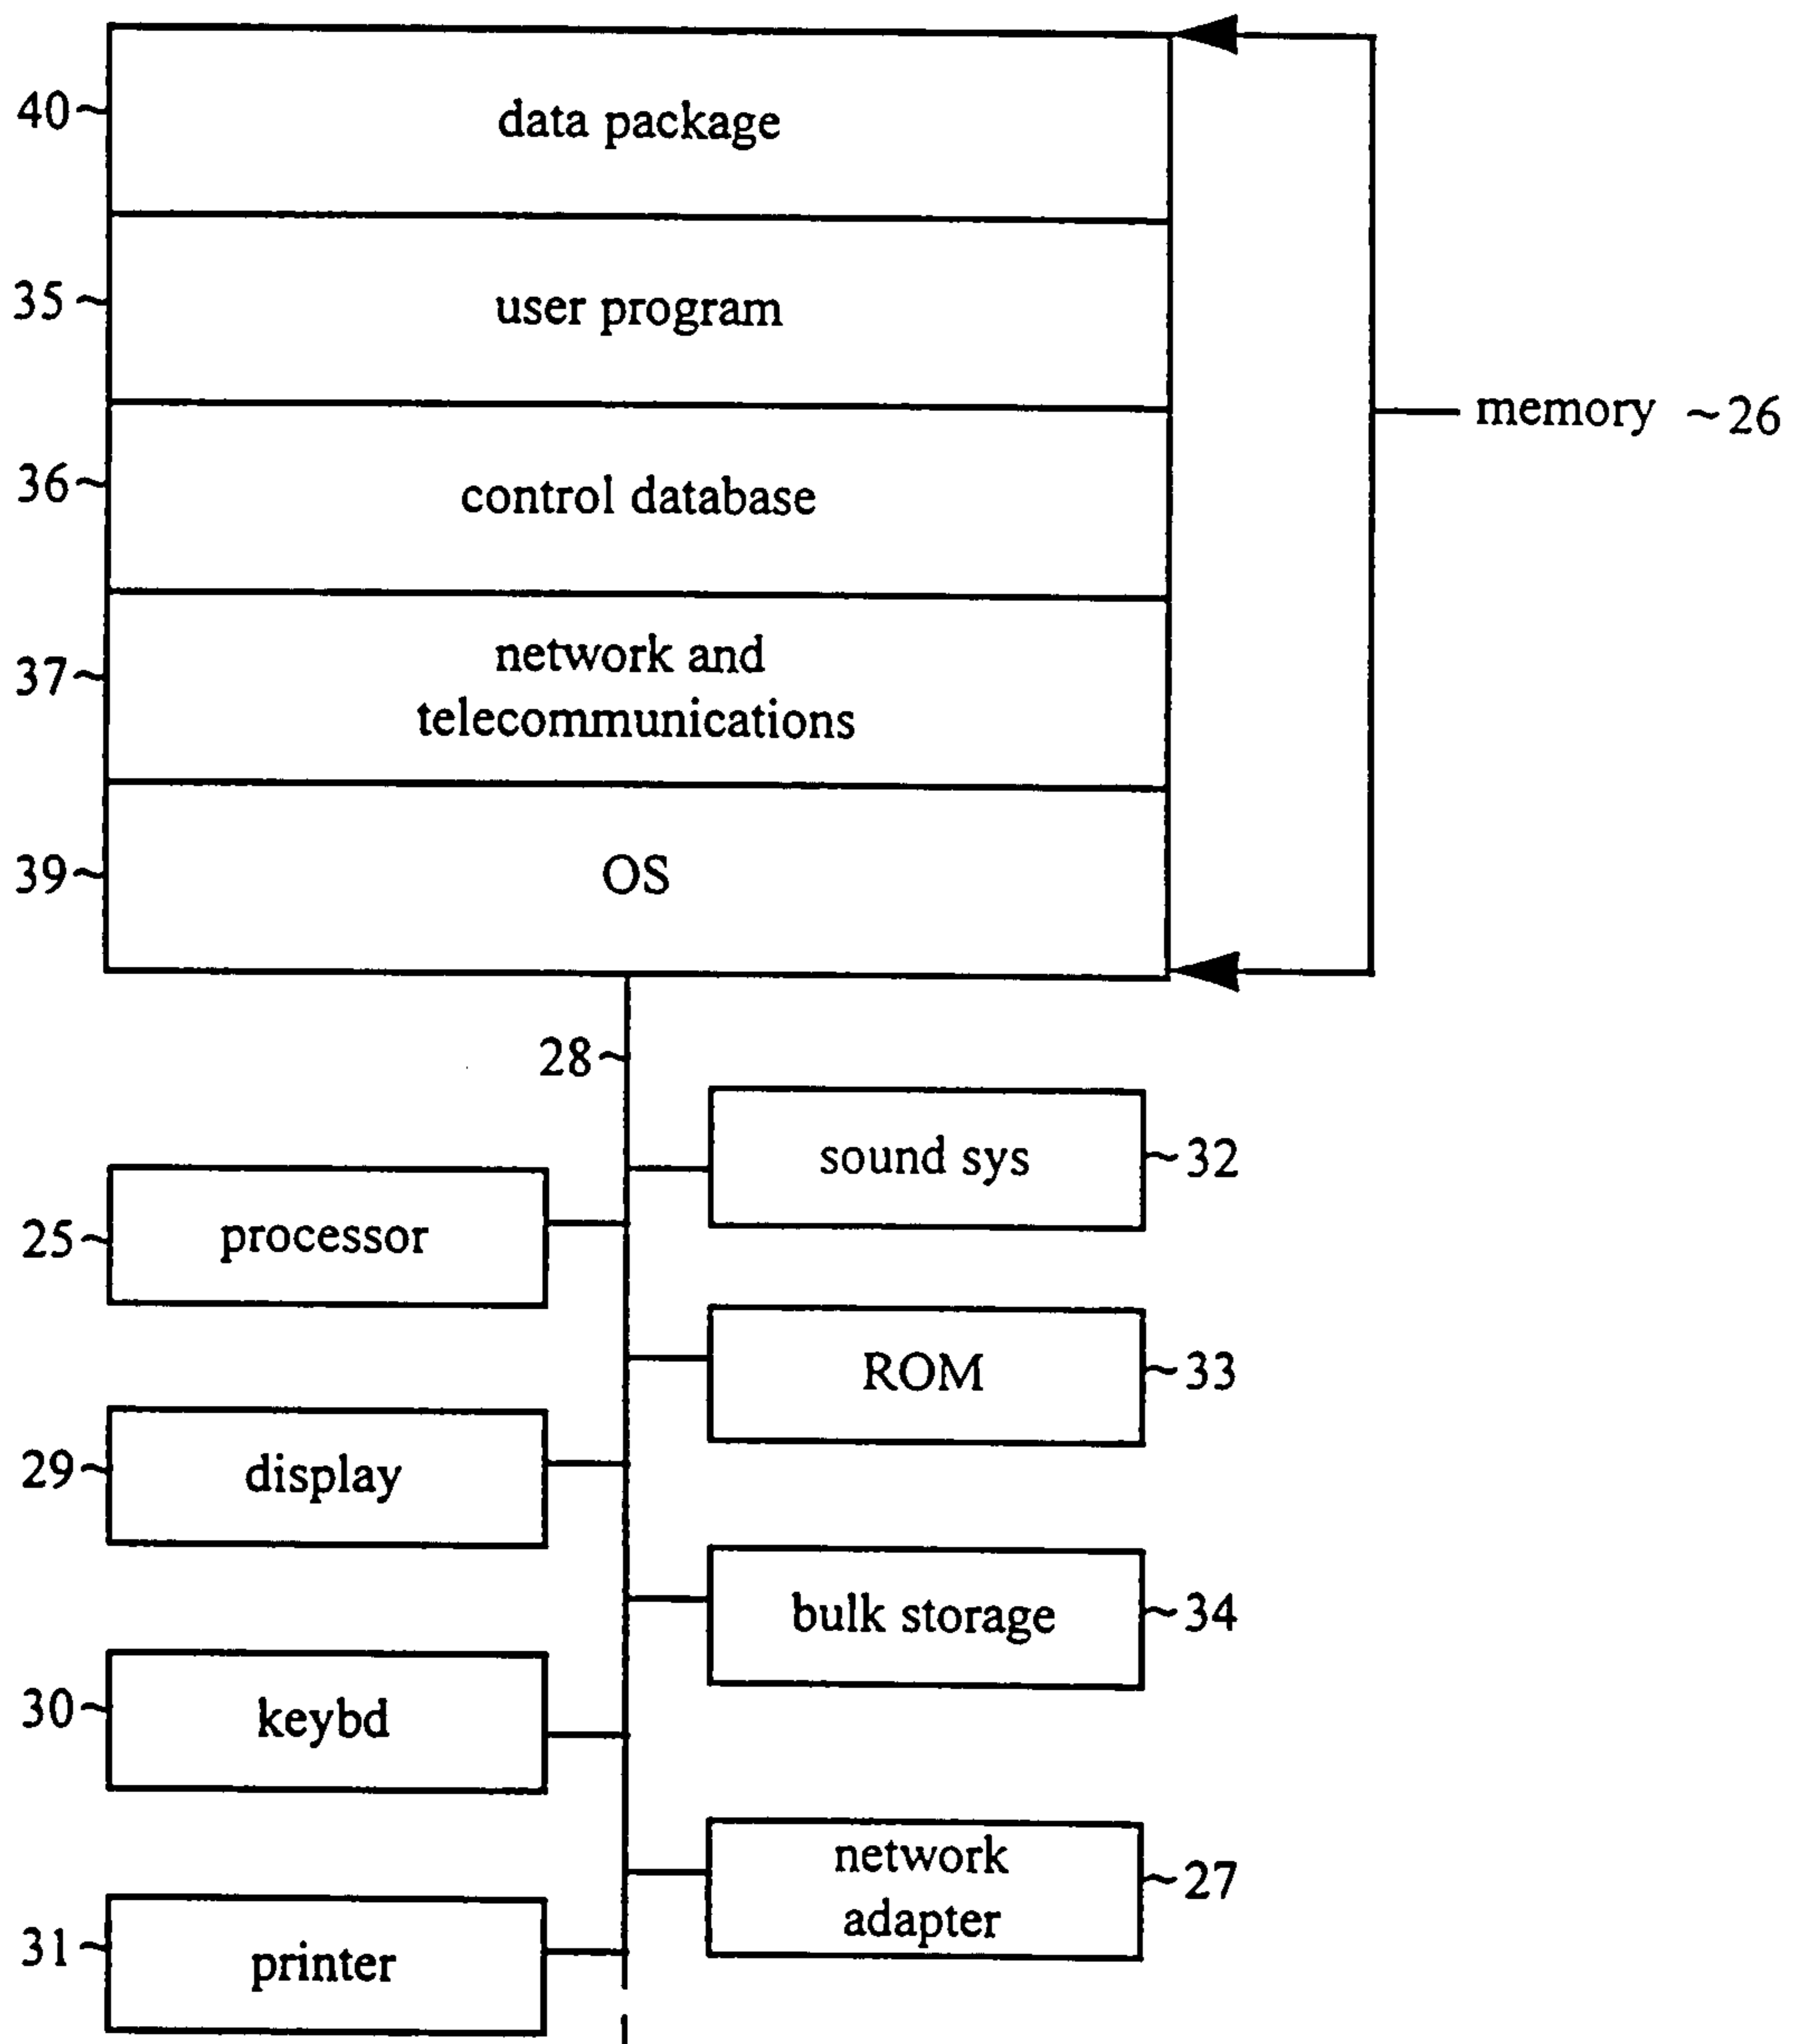 40 data package
35 user program
memory ~26
36 control database
37 network and
telecommunications
39 OS
28
sound sys 32
25 processor
ROM 33
29 display
bulk storage 34
30 keybd
network
adapter 27
31 printer